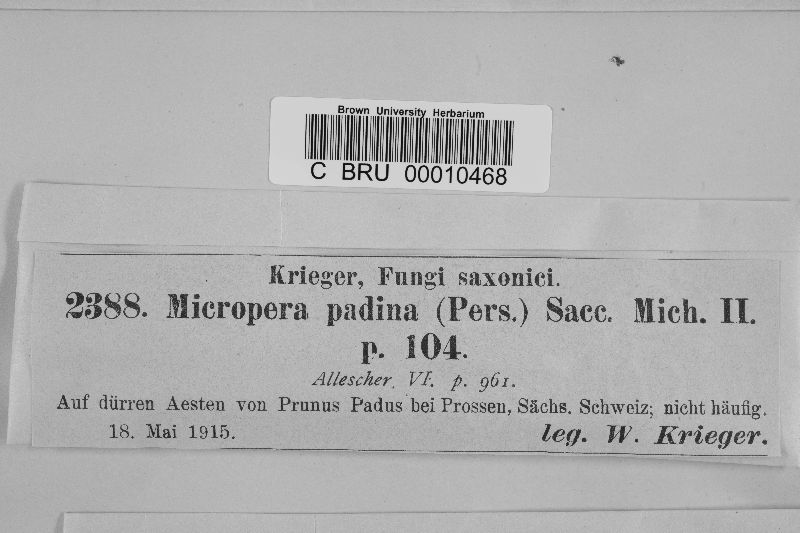 Brown University Herbarium
C BRU 00010468
Krieger, Fungi saxonici.
2388. Micropera padina (Pers.) Sacc. Mich. II.
p. 104.
Allescher, VI. p. 961.
Auf dürren Aesten von Prunus Padus bei Prossen, Sächs. Schweiz; nicht häufig.
18. Mai 1915.
leg. W. Krieger.